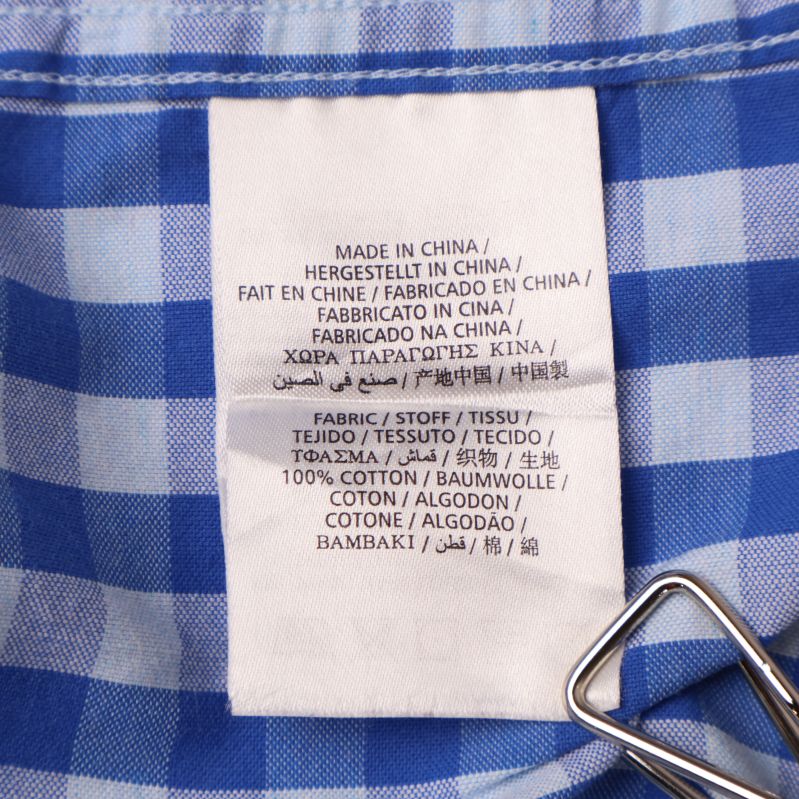 MADE IN CHINA /
HERGESTELLT IN CHINA /
FAIT EN CHINE / FABRICADO EN CHINA /
FABBRICATO IN CINA /
FABRICADO NA CHINA /
ΧΩΡΑ ΠΑΡΑΓΩΓΗΣ ΚΙΝΑ /
صنع في الصين / 产地中国 / 中国製
FABRIC / STOFF / TISSU /
TEJIDO / TESSUTO / TECIDO /
ΥΦΑΣΜΑ / قماش / 织物 / 生地
100% COTTON / BAUMWOLLE /
COTON / ALGODON /
COTONE / ALGODÃO /
ΒΑΜΒΑΚΙ / قطن / 棉 / 綿